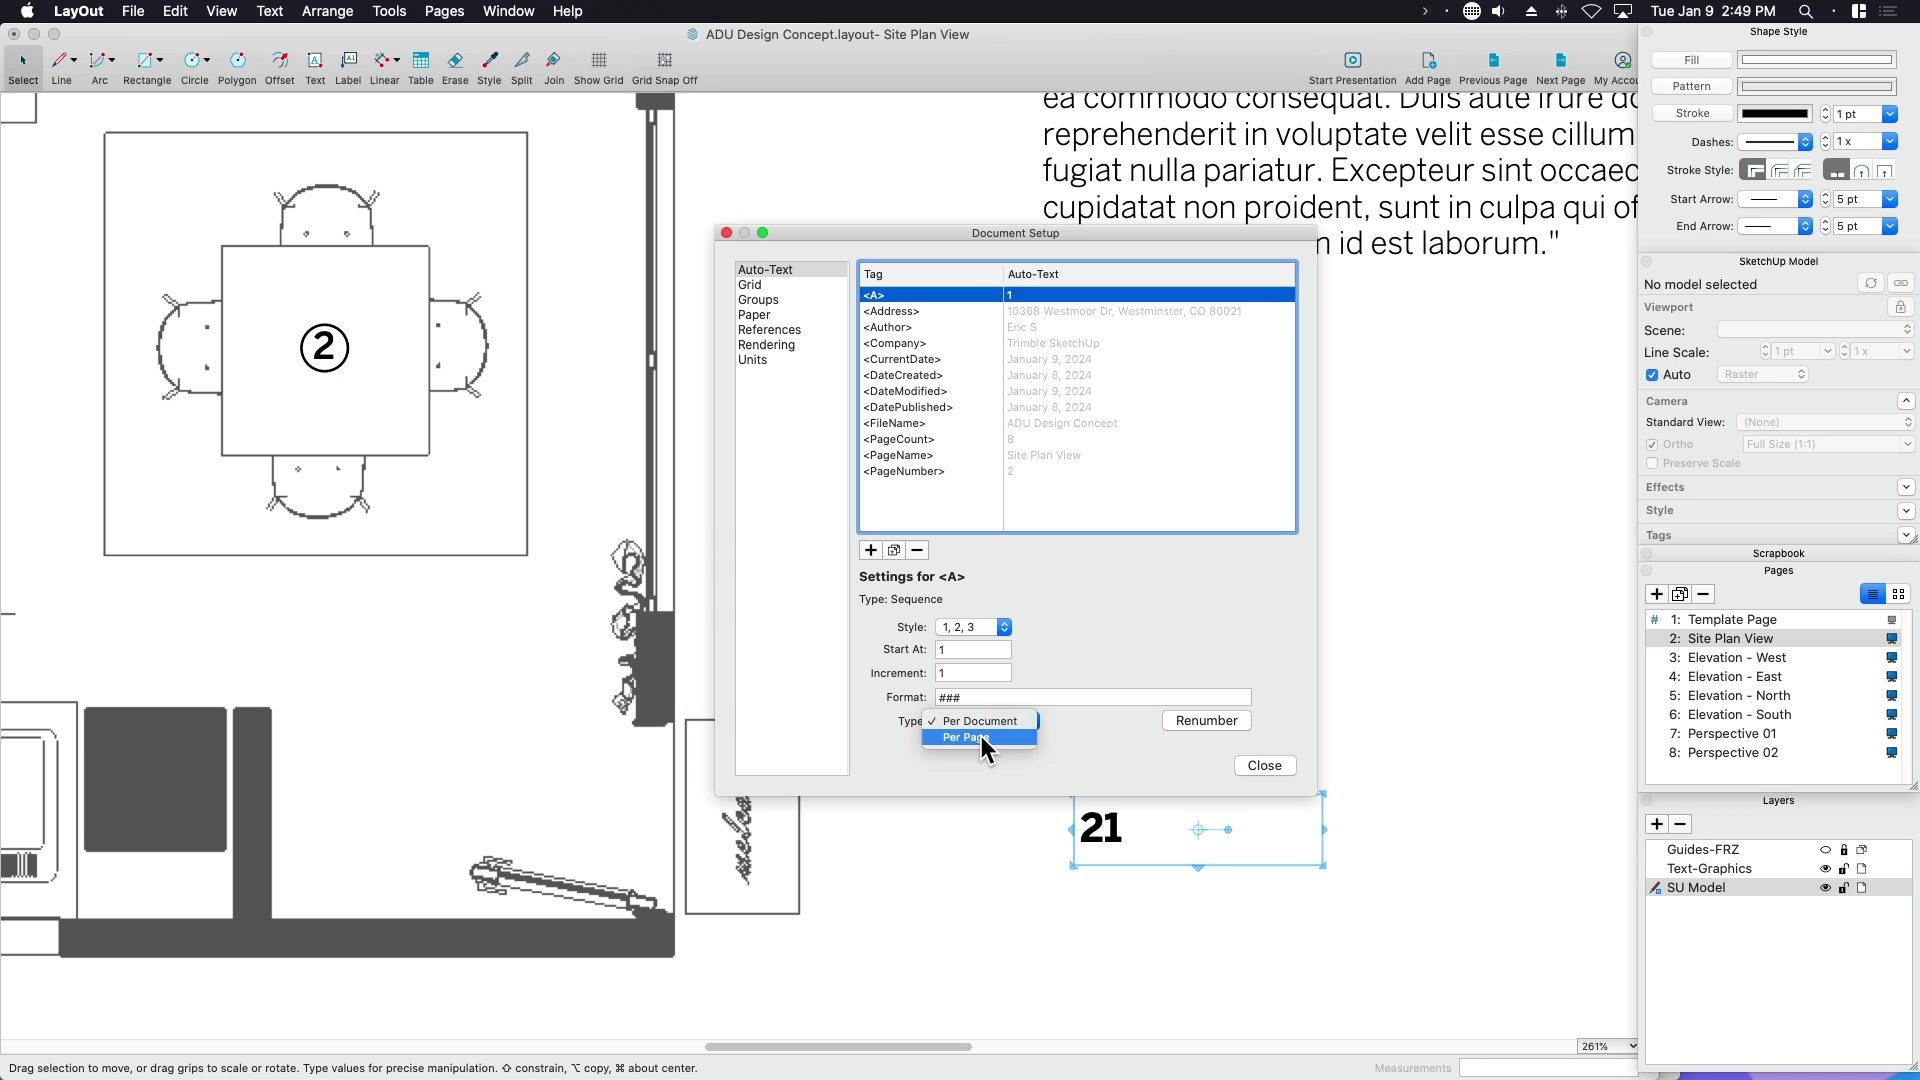 LayOut File Edit View Text Arrange Tools Pages Window Help
Tue Jan 9 2:49 PM
ADU Design Concept.layout- Site Plan View
Select Line Arc Rectangle Circle Polygon Offset Text Label Linear Table Erase Style Split Join Show Grid Grid Snap Off
Start Presentation Add Page Previous Page Next Page My Accou
ea commodo consequat. Duis aute irure do
reprehenderit in voluptate velit esse cillum
fugiat nulla pariatur. Excepteur sint occaec
cupidatat non proident, sunt in culpa qui of
n id est laborum."
2
welc
21
Document Setup
Auto-Text
Grid
Groups
Paper
References
Rendering
Units
Tag Auto-Text
<A> 1
<Address> 10368 Westmoor Dr, Westminster, CO 80021
<Author> Eric S
<Company> Trimble SketchUp
<CurrentDate> January 9, 2024
<DateCreated> January 8, 2024
<DateModified> January 9, 2024
<DatePublished> January 8, 2024
<FileName> ADU Design Concept
<PageCount> 8
<PageName> Site Plan View
<PageNumber> 2
Settings for <A>
Type: Sequence
Style: 1, 2, 3
Start At: 1
Increment: 1
Format: ###
Type
✓ Per Document
Per Page
Renumber
Close
Shape Style
Fill
Pattern
Stroke 1 pt
Dashes: 1 x
Stroke Style:
Start Arrow: 5 pt
End Arrow: 5 pt
SketchUp Model
No model selected
Viewport
Scene:
Line Scale: 1 pt 1 x
Auto Raster
Camera
Standard View: (None)
Ortho Full Size (1:1)
Preserve Scale
Effects
Style
Tags
Scrapbook
Pages
# 1: Template Page
2: Site Plan View
3: Elevation - West
4: Elevation - East
5: Elevation - North
6: Elevation - South
7: Perspective 01
8: Perspective 02
Layers
Guides-FRZ
Text-Graphics
SU Model
261%
Drag selection to move, or drag grips to scale or rotate. Type values for precise manipulation. ⇧ constrain, ⌥ copy, ⌘ about center.
Measurements